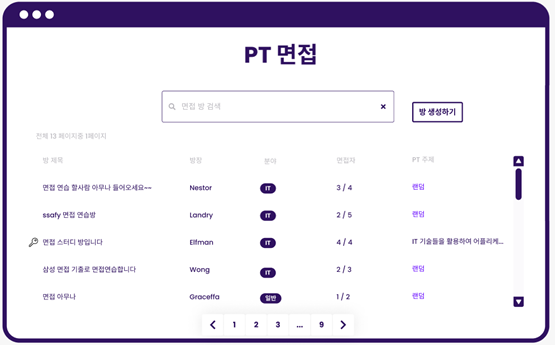 PT 면접
면접 방 검색
방 생성하기
전체 13 페이지중 1페이지
방 제목 방장 분야 면접자 PT 주제
면접 연습 할사람 아무나 들어오세요~~ Nestor IT 3 / 4 랜덤
ssafy 면접 연습방 Landry IT 2 / 5 랜덤
면접 스터디 방입니다 Elfman IT 4 / 4 IT 기술들을 활용하여 어플리케...
삼성 면접 기출로 면접연습합니다 Wong IT 2 / 3 랜덤
면접 아무나 Graceffa 일반 1 / 2 랜덤
1 2 3 ... 9